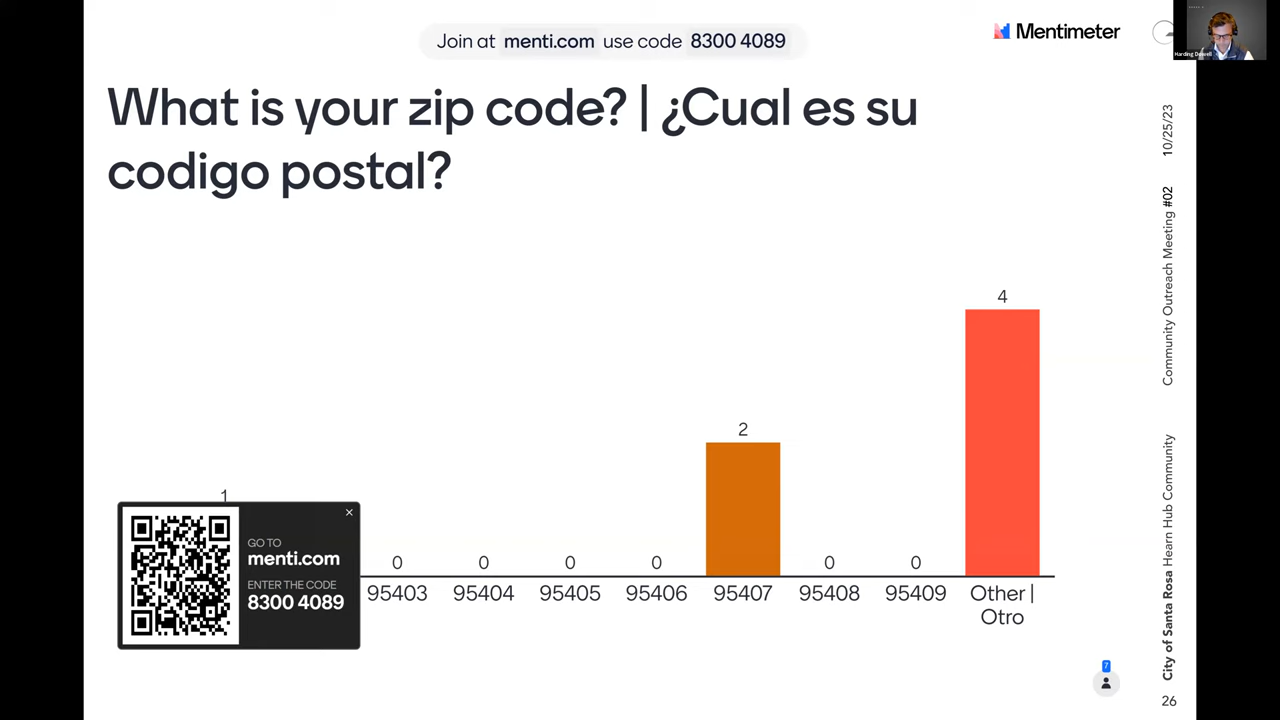 Join at menti.com use code 8300 4089
Mentimeter
Harding Dowell
What is your zip code? | ¿Cual es su
codigo postal?
10/25/23
Community Outreach Meeting #02
City of Santa Rosa Hearn Hub Community
4
2
1
0 0 0 0 0 0
95403 95404 95405 95406 95407 95408 95409 Other |
Otro
GO TO
menti.com
ENTER THE CODE
8300 4089
7
26